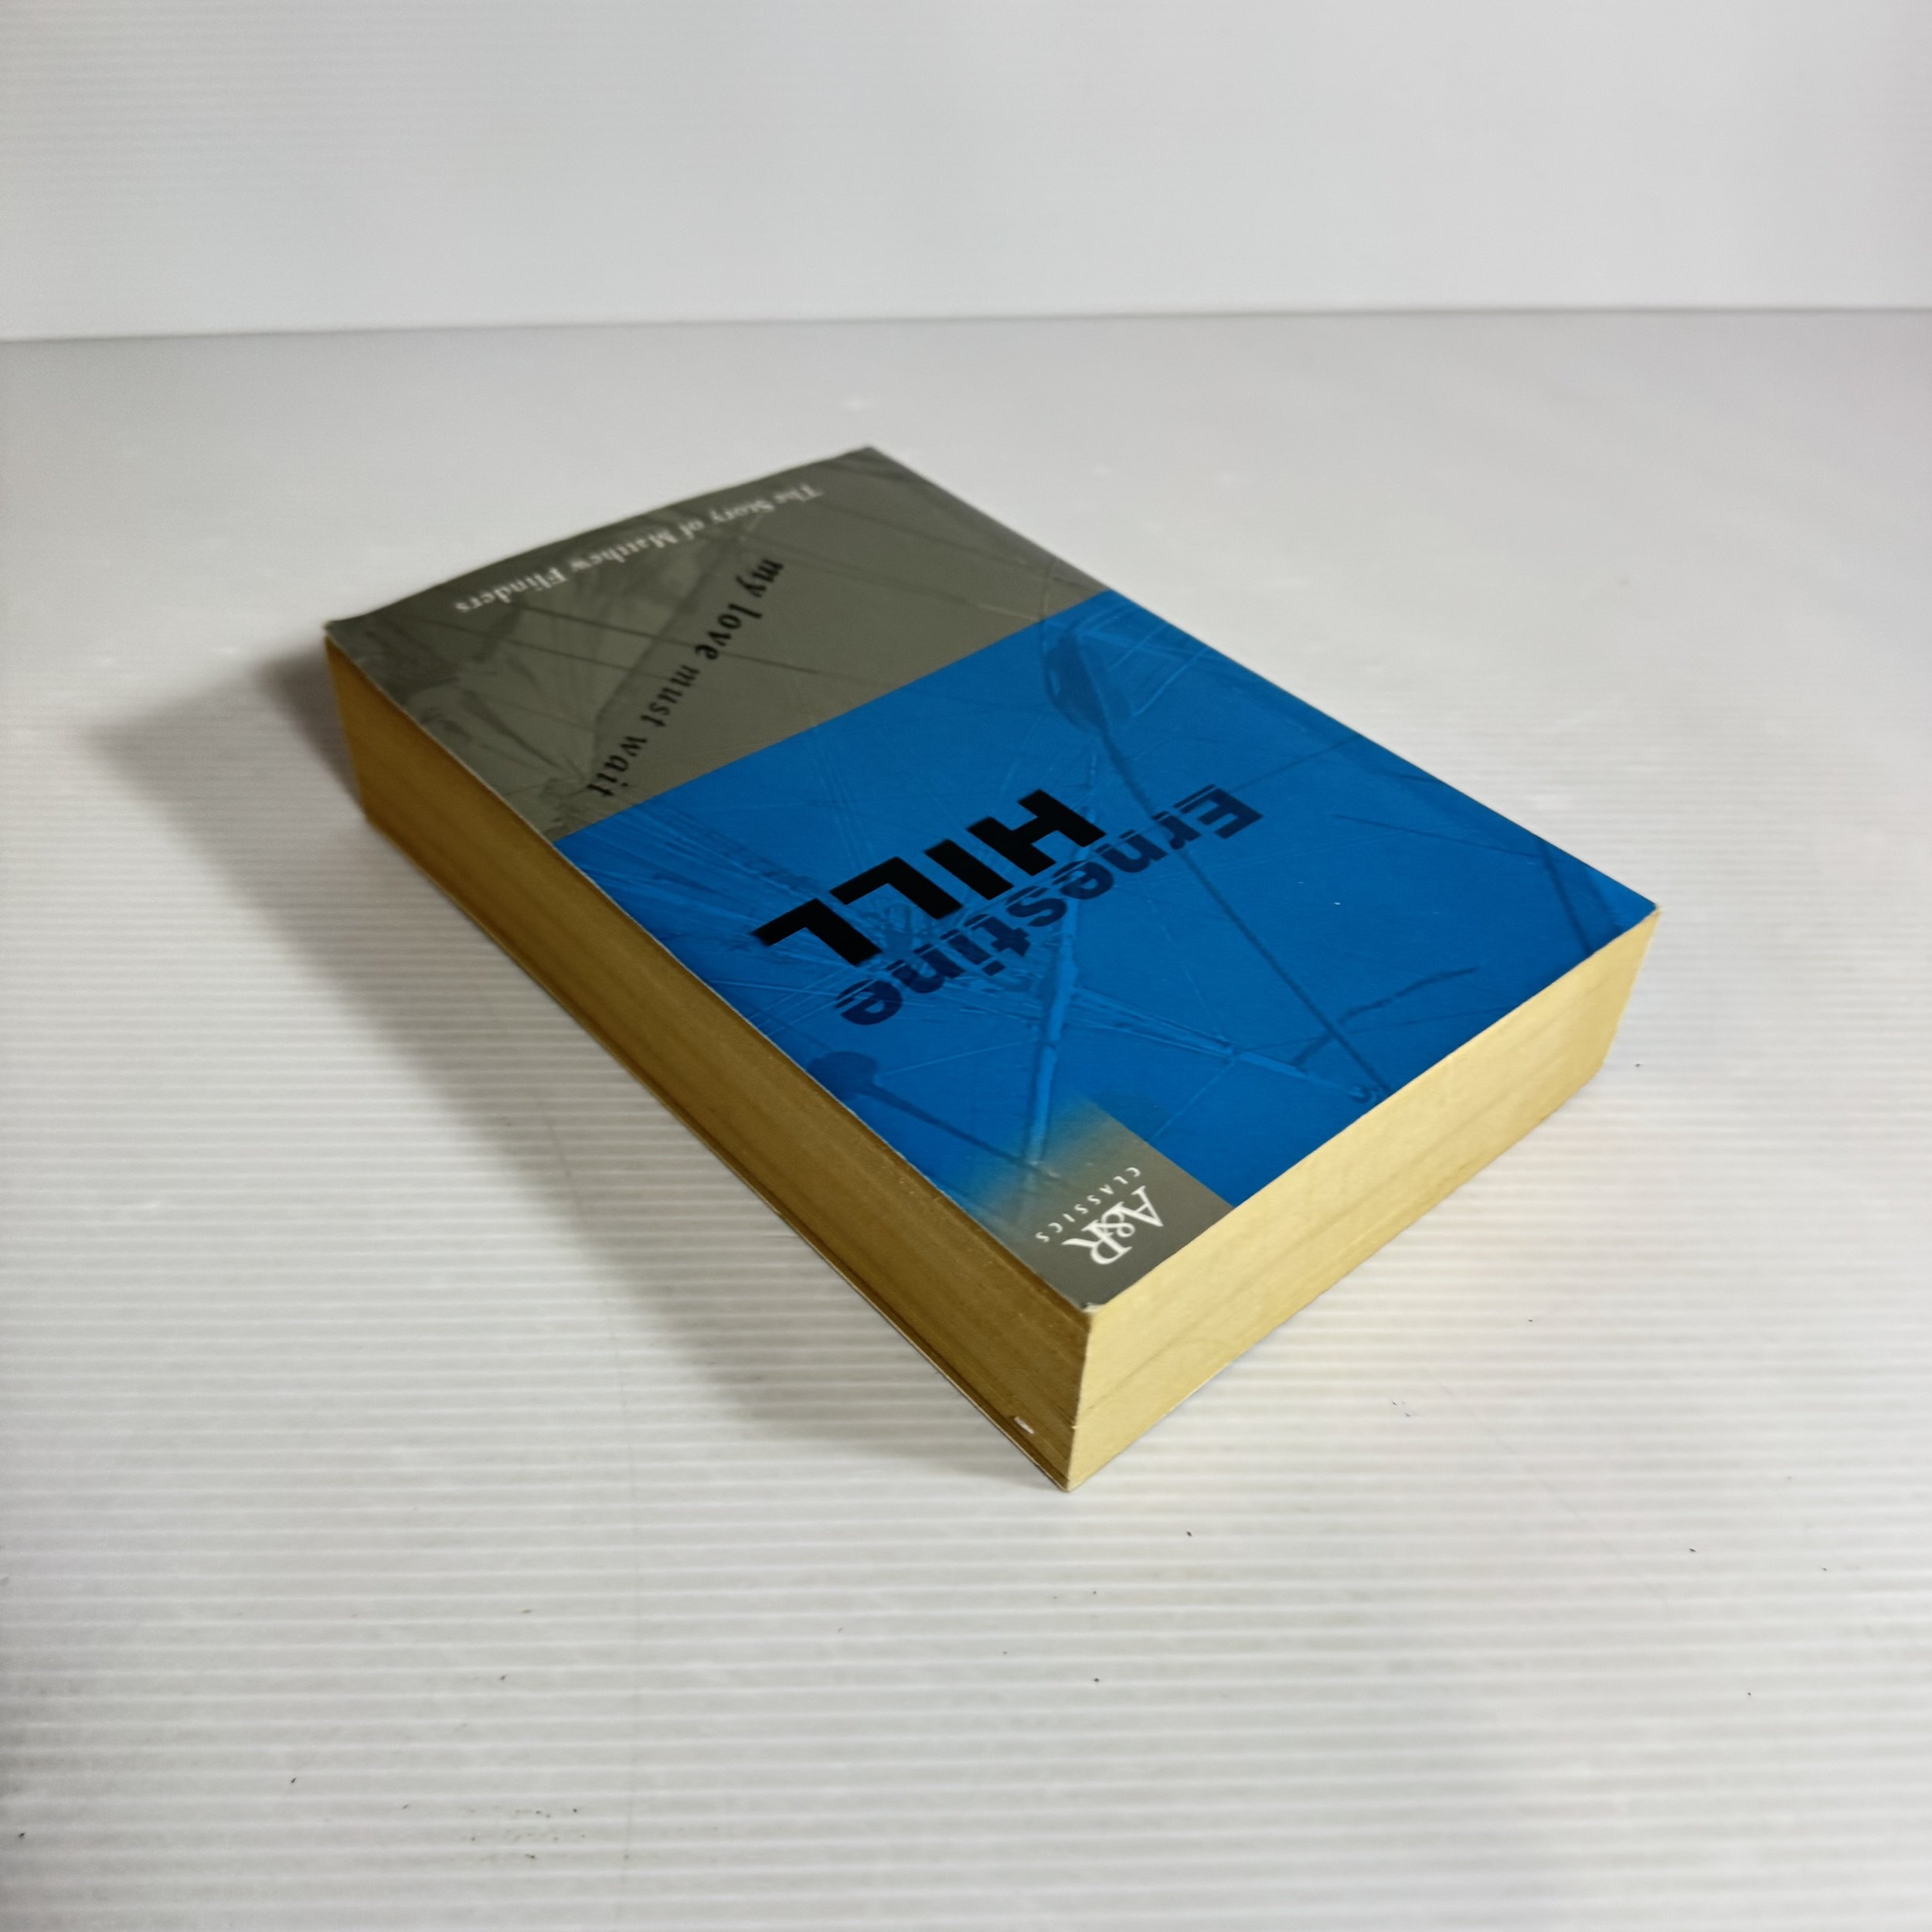 A&R
CLASSICS
Ernestine
HILL
my love must wait
The Story of Matthew Flinders